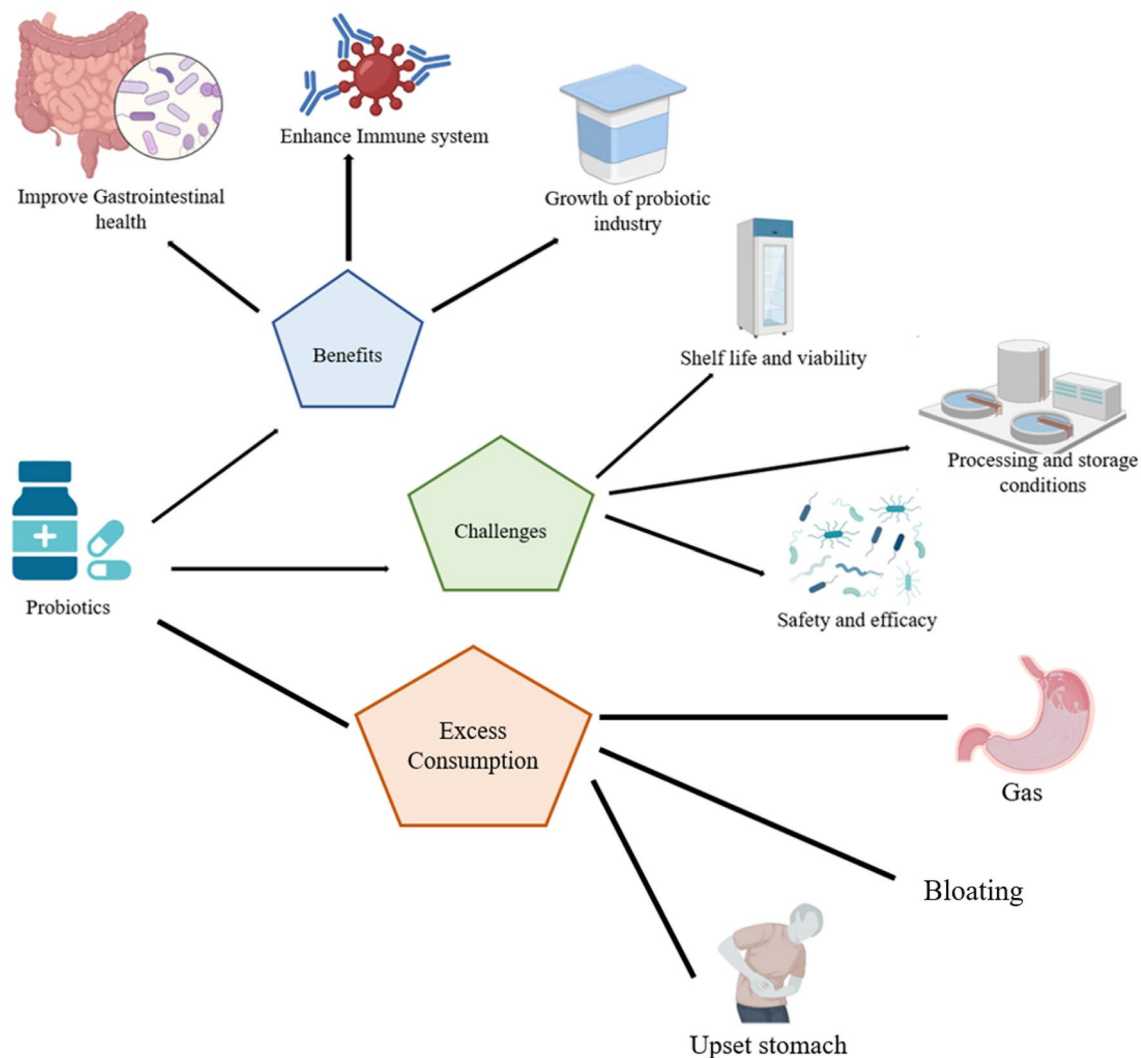 Enhance Immune system
Improve Gastrointestinal
health
Growth of probiotic
industry
Benefits
Shelf life and viability
Processing and storage
conditions
Challenges
Probiotics
Safety and efficacy
Excess
Consumption
Gas
Bloating
Upset stomach